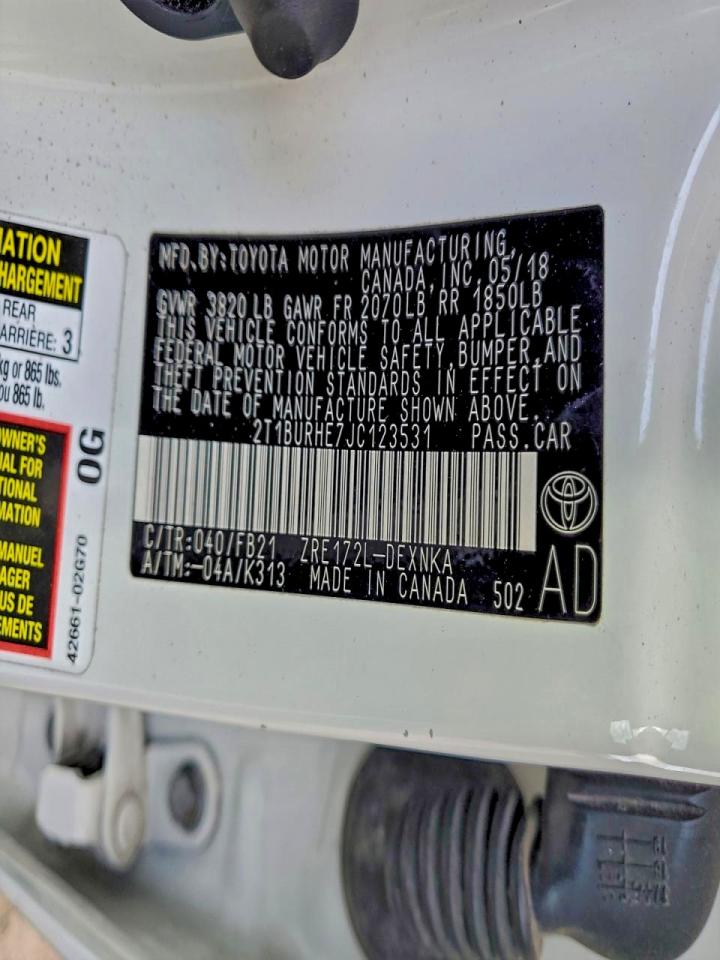 MATION
HARGEMENT
REAR
ARRIÈRE: 3
kg or 865 lbs.
ou 865 lb.
OWNER'S
UAL FOR
TIONAL
MATION
MANUEL
AGER
US DE
EMENTS
OG
42661-02G70
MFD.BY:TOYOTA MOTOR MANUFACTURING,
CANADA,INC.05/18
GVWR 3820 LB GAWR FR 2070LB, RR 1850LB
THIS VEHICLE CONFORMS TO ALL APPLICABLE
FEDERAL MOTOR VEHICLE SAFETY,BUMPER,AND
THEFT PREVENTION STANDARDS IN EFFECT ON
THE DATE OF MANUFACTURE SHOWN ABOVE.
2T1BURHE7JC123531 PASS.CAR
C/TR:040/FB21 ZRE172L-DEXNKA
A/TM:-04A/K313 MADE IN CANADA 502
AD